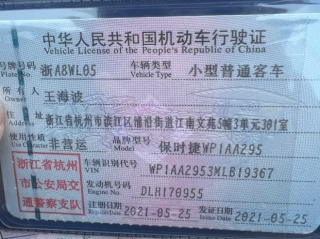 中华人民共和国机动车行驶证
Vehicle License of the People's Republic of China
号牌号码 浙A8WL05 车辆类型 小型普通客车
Plate No. Vehicle Type
所有人 王海波
Owner
浙江省杭州市滨江区浦沿街道江南文苑5幢3单元301室
使用性质 非营运 品牌型号 保时捷WP1AA295
Use Character Model
浙江省杭州
市公安局交
通警察支队
车辆识别代号 WP1AA2953MLB19367
VIN
发动机号码 DLH170955
Engine No.
注册日期 2021-05-25 发证日期 2021-05-25
Register Date Issue Date